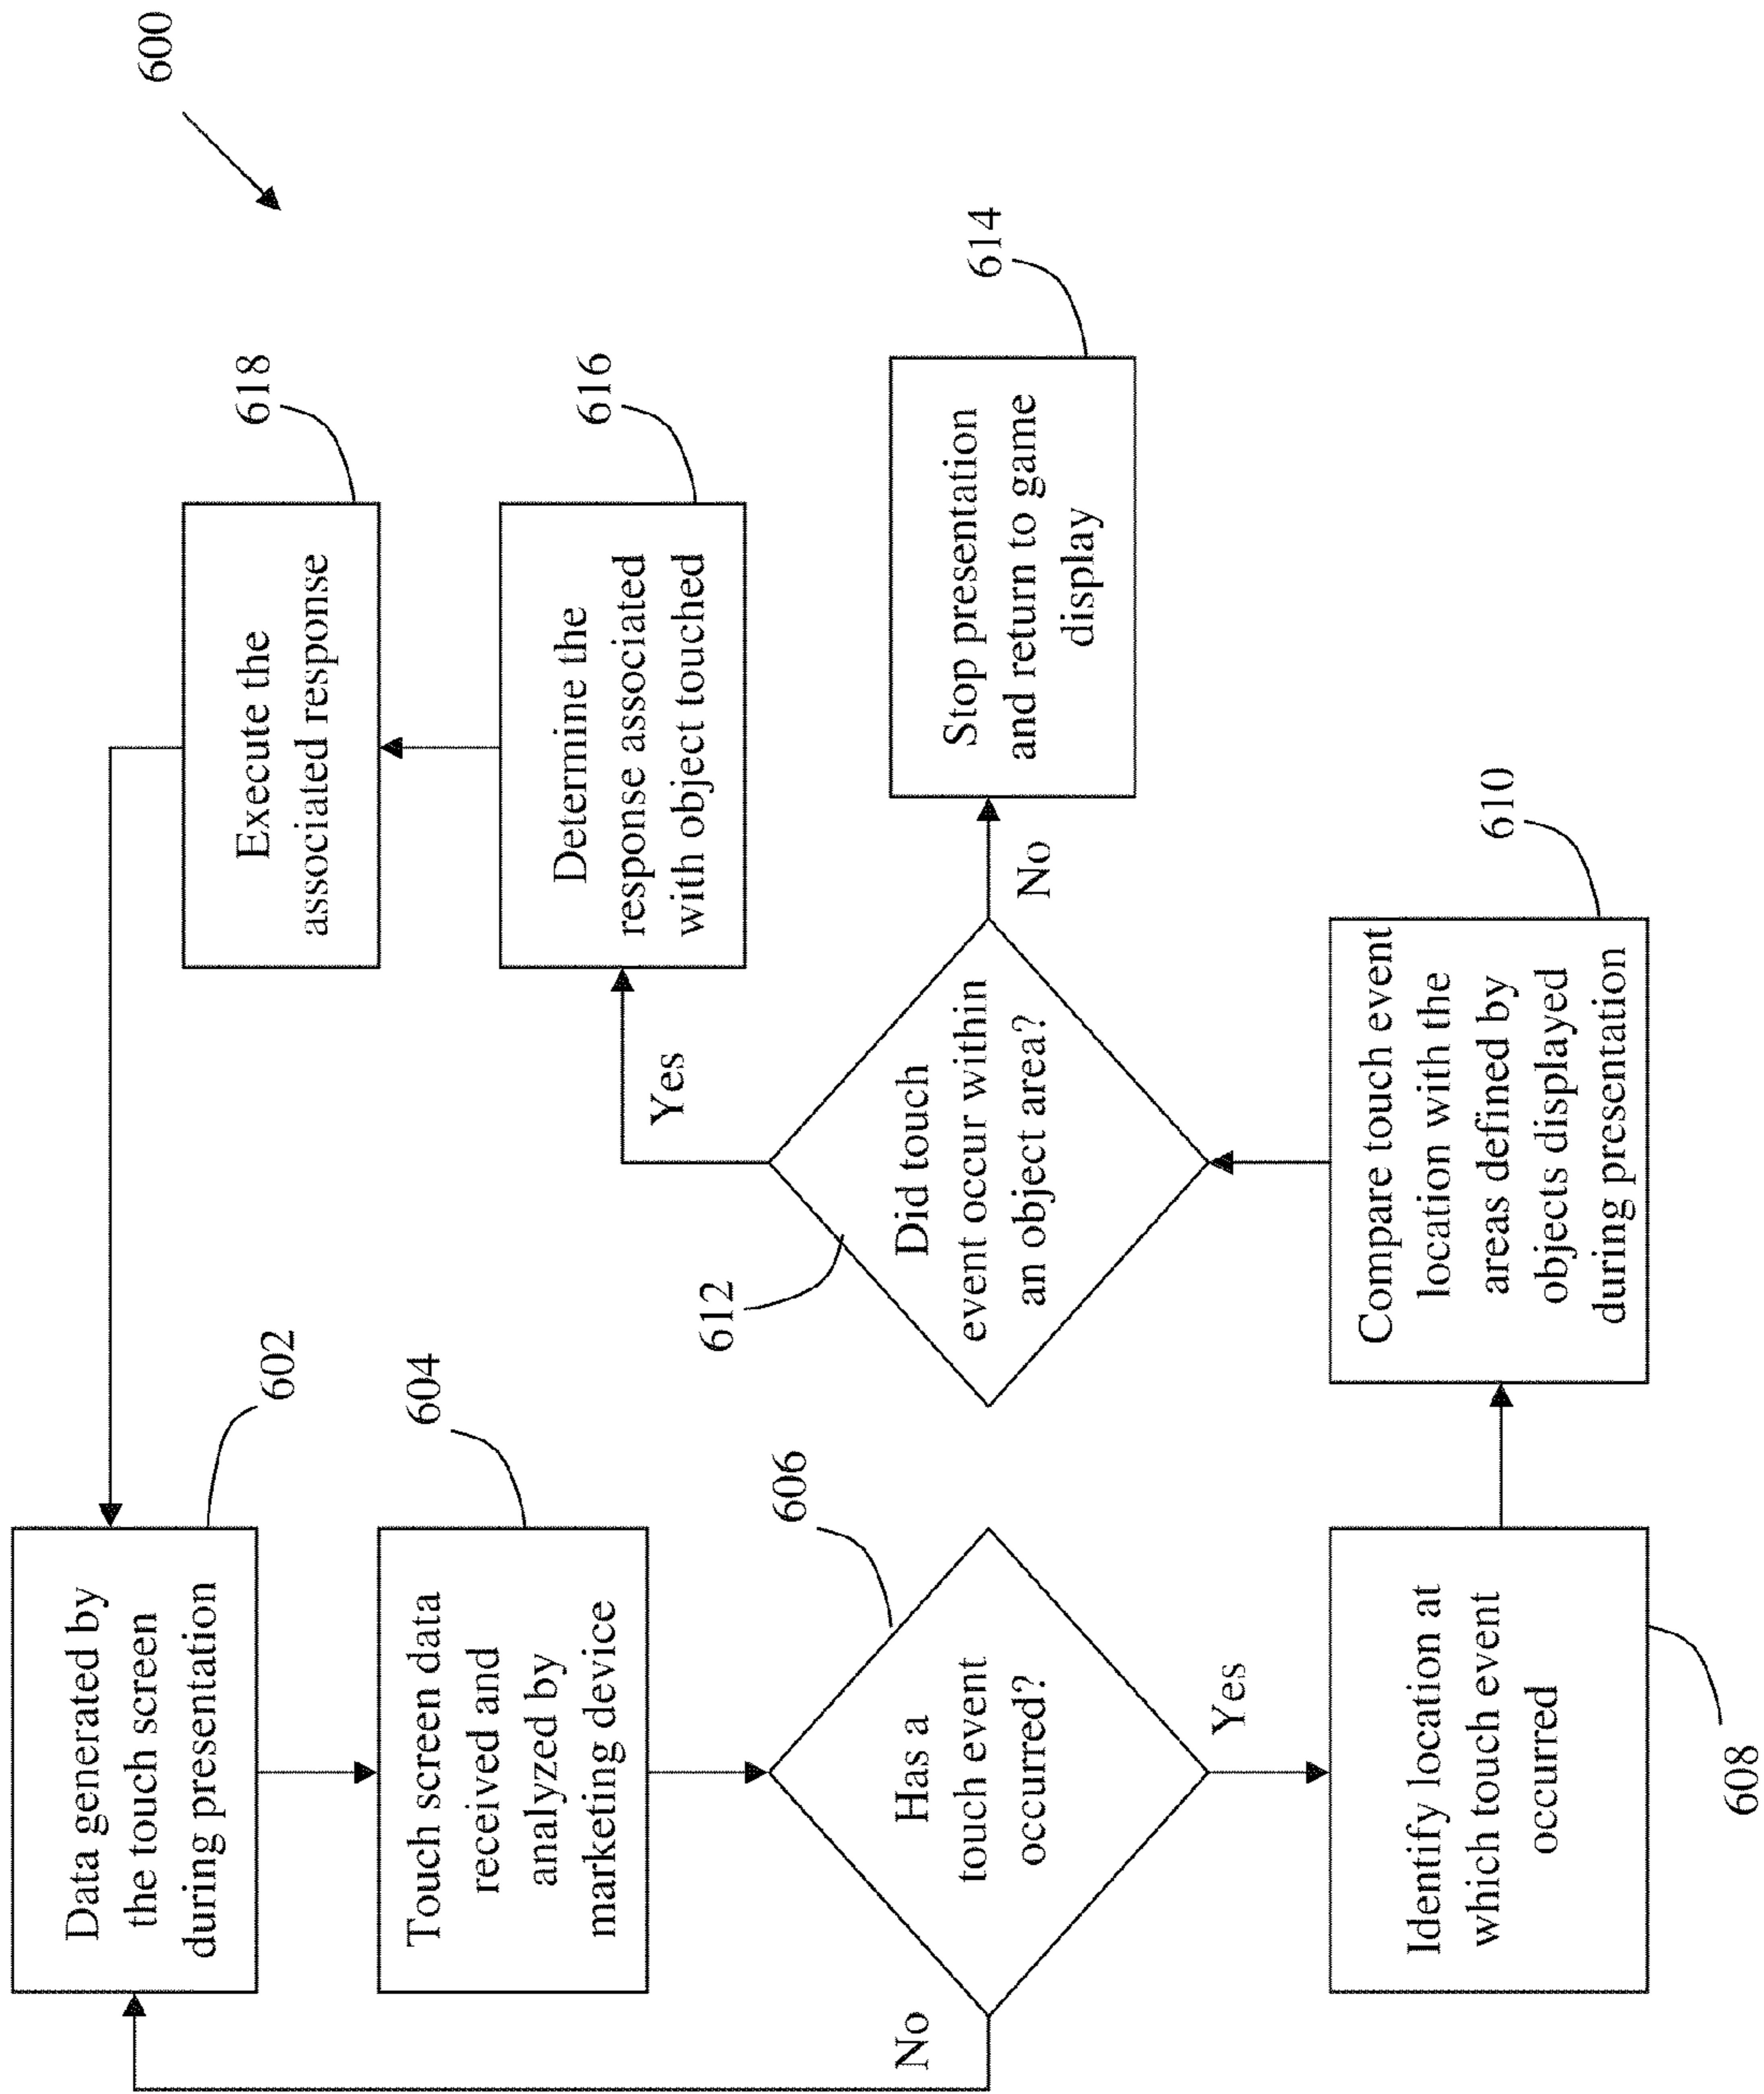 600
Data generated by
the touch screen
during presentation
602
Touch screen data
received and
analyzed by
marketing device
604
Has a
touch event
occurred?
606
No
Yes
Identify location at
which touch event
occurred
608
Compare touch event
location with the
areas defined by
objects displayed
during presentation
610
Did touch
event occur within
an object area?
612
No
Yes
Stop presentation
and return to game
display
614
Determine the
response associated
with object touched
616
Execute the
associated response
618